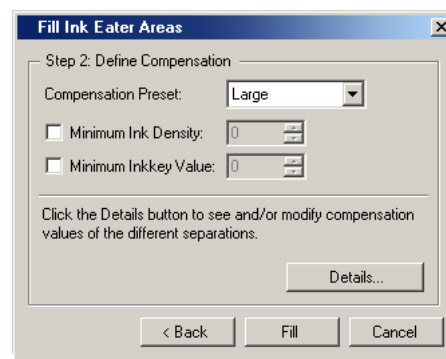 Fill Ink Eater Areas
Step 2: Define Compensation
Compensation Preset: Large
Minimum Ink Density: 0
Minimum Inkkey Value: 0
Click the Details button to see and/or modify compensation
values of the different separations.
Details...
< Back Fill Cancel